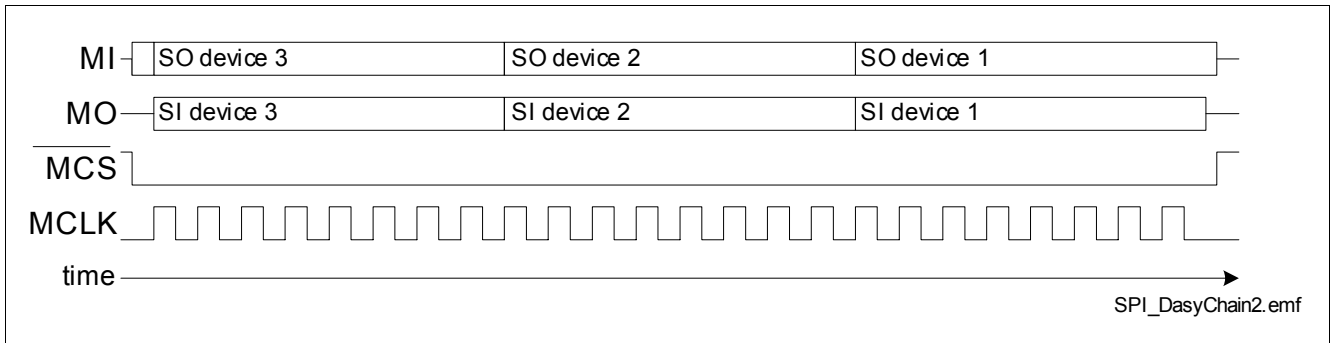 MI SO device 3 SO device 2 SO device 1
MO SI device 3 SI device 2 SI device 1
MCS
MCLK
time
SPI_DasyChain2.emf